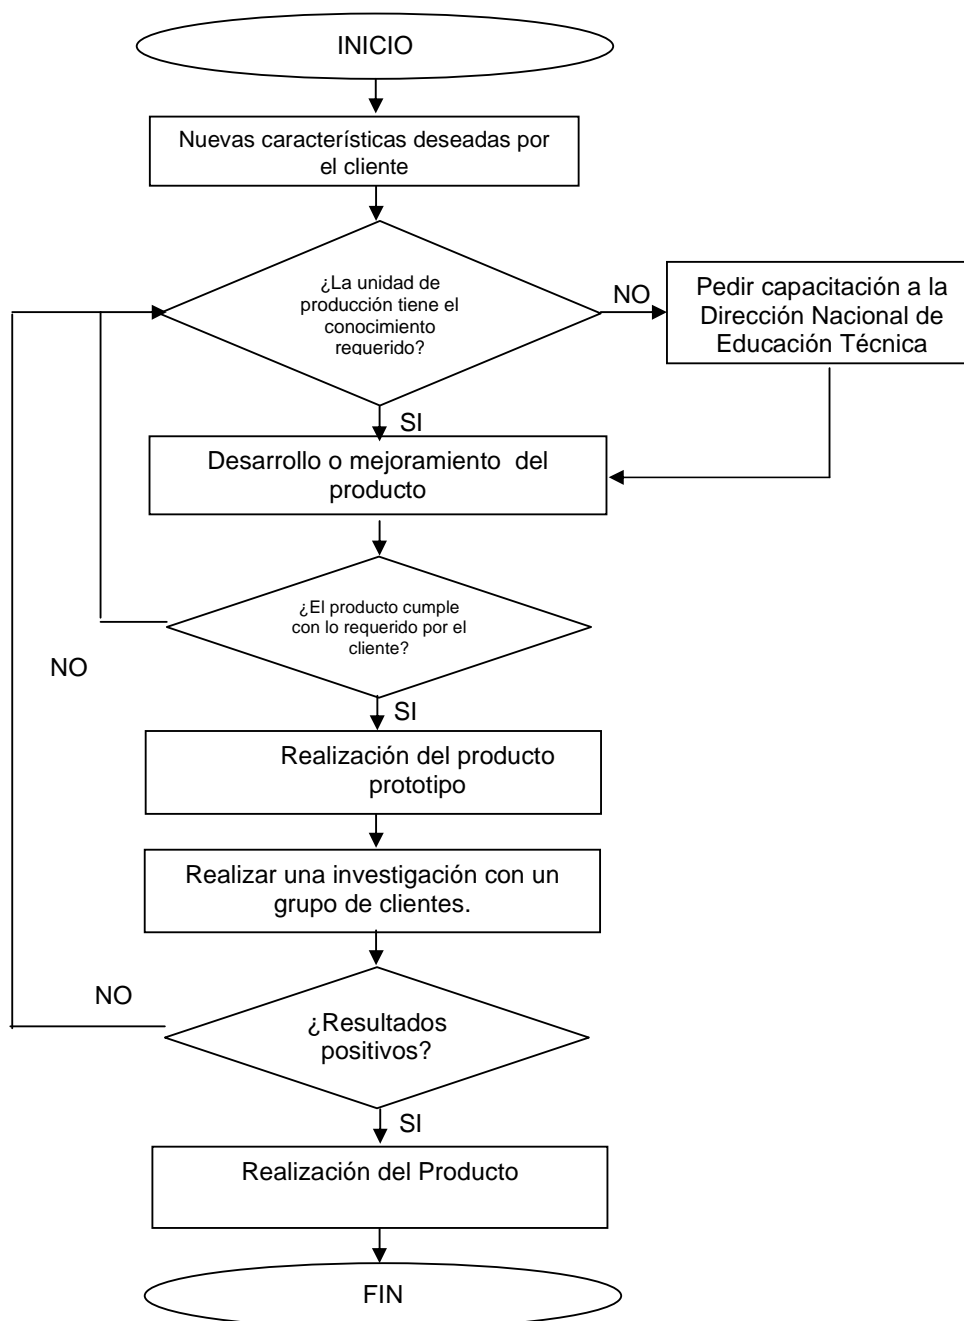 INICIO
Nuevas características deseadas por
el cliente
¿La unidad de
producción tiene el
conocimiento
requerido?
NO
Pedir capacitación a la
Dirección Nacional de
Educación Técnica
SI
Desarrollo o mejoramiento del
producto
¿El producto cumple
con lo requerido por el
cliente?
NO
SI
Realización del producto
prototipo
Realizar una investigación con un
grupo de clientes.
NO
¿Resultados
positivos?
SI
Realización del Producto
FIN